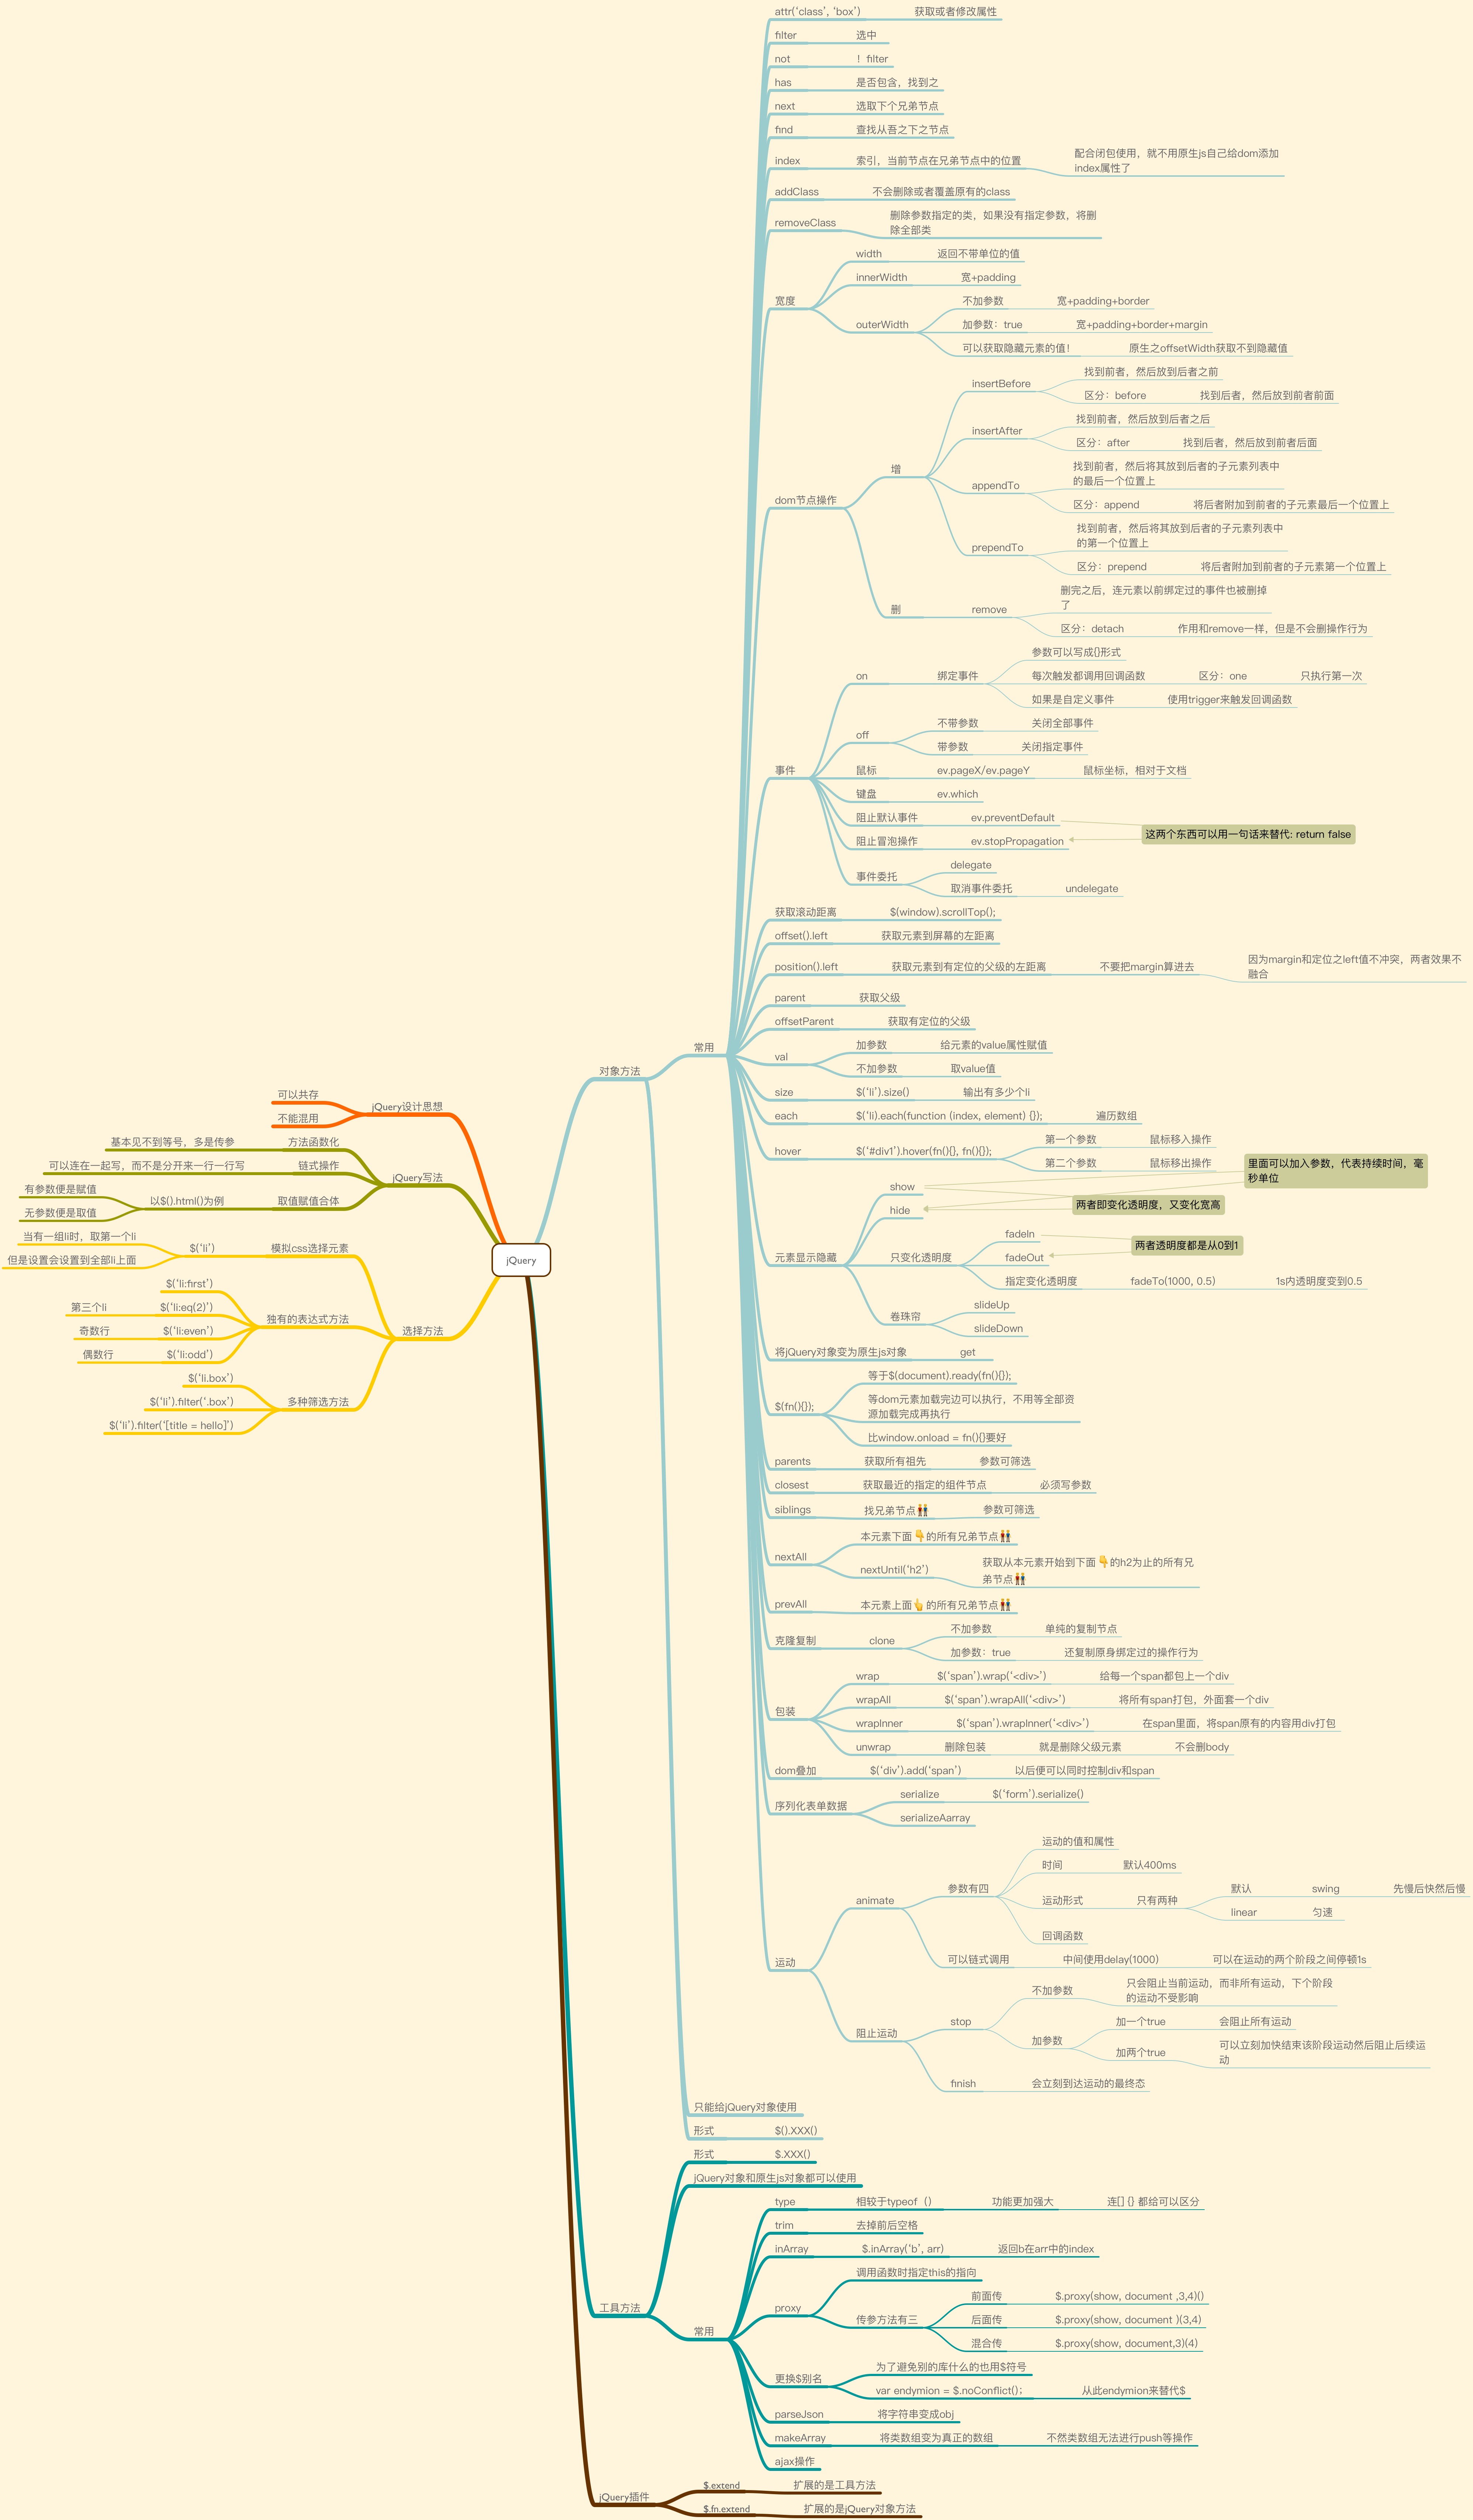 jQuery
jQuery设计思想
可以共存
不能混用
jQuery写法
方法函数化
基本见不到等号，多是传参
链式操作
可以连在一起写，而不是分开来一行一行写
取值赋值合体
以$().html()为例
有参数便是赋值
无参数便是取值
选择方法
模拟css选择元素
$(‘li’)
当有一组li时，取第一个li
但是设置会设置到全部li上面
独有的表达式方法
$(‘li:first’)
$(‘li:eq(2)’)
第三个li
$(‘li:even’)
奇数行
$(‘li:odd’)
偶数行
多种筛选方法
$(‘li.box’)
$(‘li’).filter(‘.box’)
$(‘li’).filter(‘[title = hello]’)
对象方法
常用
attr(‘class’, ‘box’)
获取或者修改属性
filter
选中
not
！filter
has
是否包含，找到之
next
选取下个兄弟节点
find
查找从吾之下之节点
index
索引，当前节点在兄弟节点中的位置
配合闭包使用，就不用原生js自己给dom添加
index属性了
addClass
不会删除或者覆盖原有的class
removeClass
删除参数指定的类，如果没有指定参数，将删
除全部类
宽度
width
返回不带单位的值
innerWidth
宽+padding
outerWidth
不加参数
宽+padding+border
加参数：true
宽+padding+border+margin
可以获取隐藏元素的值！
原生之offsetWidth获取不到隐藏值
dom节点操作
增
insertBefore
找到前者，然后放到后者之前
区分：before
找到后者，然后放到前者前面
insertAfter
找到前者，然后放到后者之后
区分：after
找到后者，然后放到前者后面
appendTo
找到前者，然后将其放到后者的子元素列表中
的最后一个位置上
区分：append
将后者附加到前者的子元素最后一个位置上
prependTo
找到前者，然后将其放到后者的子元素列表中
的第一个位置上
区分：prepend
将后者附加到前者的子元素第一个位置上
删
remove
删完之后，连元素以前绑定过的事件也被删掉
了
区分：detach
作用和remove一样，但是不会删操作行为
事件
on
绑定事件
参数可以写成{}形式
每次触发都调用回调函数
区分：one
只执行第一次
如果是自定义事件
使用trigger来触发回调函数
off
不带参数
关闭全部事件
带参数
关闭指定事件
鼠标
ev.pageX/ev.pageY
鼠标坐标，相对于文档
键盘
ev.which
阻止默认事件
ev.preventDefault
这两个东西可以用一句话来替代: return false
阻止冒泡操作
ev.stopPropagation
事件委托
delegate
取消事件委托
undelegate
获取滚动距离
$(window).scrollTop();
offset().left
获取元素到屏幕的左距离
position().left
获取元素到有定位的父级的左距离
不要把margin算进去
因为margin和定位之left值不冲突，两者效果不
融合
parent
获取父级
offsetParent
获取有定位的父级
val
加参数
给元素的value属性赋值
不加参数
取value值
size
$(‘li’).size()
输出有多少个li
each
$(‘li).each(function (index, element) {});
遍历数组
hover
$(‘#div1’).hover(fn(){}, fn(){});
第一个参数
鼠标移入操作
第二个参数
鼠标移出操作
元素显示隐藏
show
hide
里面可以加入参数，代表持续时间，毫
秒单位
两者即变化透明度，又变化宽高
只变化透明度
fadeIn
fadeOut
两者透明度都是从0到1
指定变化透明度
fadeTo(1000, 0.5)
1s内透明度变到0.5
卷珠帘
slideUp
slideDown
将jQuery对象变为原生js对象
get
$(fn(){});
等于$(document).ready(fn(){});
等dom元素加载完边可以执行，不用等全部资
源加载完成再执行
比window.onload = fn(){}要好
parents
获取所有祖先
参数可筛选
closest
获取最近的指定的组件节点
必须写参数
siblings
找兄弟节点👬
参数可筛选
nextAll
本元素下面👇的所有兄弟节点👬
nextUntil(‘h2’)
获取从本元素开始到下面👇的h2为止的所有兄
弟节点👬
prevAll
本元素上面👆的所有兄弟节点👬
克隆复制
clone
不加参数
单纯的复制节点
加参数：true
还复制原身绑定过的操作行为
包装
wrap
$(‘span’).wrap(‘<div>’)
给每一个span都包上一个div
wrapAll
$(‘span’).wrapAll(‘<div>’)
将所有span打包，外面套一个div
wrapInner
$(‘span’).wrapInner(‘<div>’)
在span里面，将span原有的内容用div打包
unwrap
删除包装
就是删除父级元素
不会删body
dom叠加
$(‘div’).add(‘span’)
以后便可以同时控制div和span
序列化表单数据
serialize
$(‘form’).serialize()
serializeAarray
运动
animate
参数有四
运动的值和属性
时间
默认400ms
运动形式
只有两种
默认
swing
先慢后快然后慢
linear
匀速
回调函数
可以链式调用
中间使用delay(1000)
可以在运动的两个阶段之间停顿1s
阻止运动
stop
不加参数
只会阻止当前运动，而非所有运动，下个阶段
的运动不受影响
加参数
加一个true
会阻止所有运动
加两个true
可以立刻加快结束该阶段运动然后阻止后续运
动
finish
会立刻到达运动的最终态
只能给jQuery对象使用
形式
$().XXX()
工具方法
形式
$.XXX()
jQuery对象和原生js对象都可以使用
常用
type
相较于typeof（）
功能更加强大
连[] {} 都给可以区分
trim
去掉前后空格
inArray
$.inArray(‘b’, arr)
返回b在arr中的index
proxy
调用函数时指定this的指向
传参方法有三
前面传
$.proxy(show, document ,3,4)()
后面传
$.proxy(show, document )(3,4)
混合传
$.proxy(show, document,3)(4)
更换$别名
为了避免别的库什么的也用$符号
var endymion = $.noConflict();
从此endymion来替代$
parseJson
将字符串变成obj
makeArray
将类数组变为真正的数组
不然类数组无法进行push等操作
ajax操作
jQuery插件
$.extend
扩展的是工具方法
$.fn.extend
扩展的是jQuery对象方法